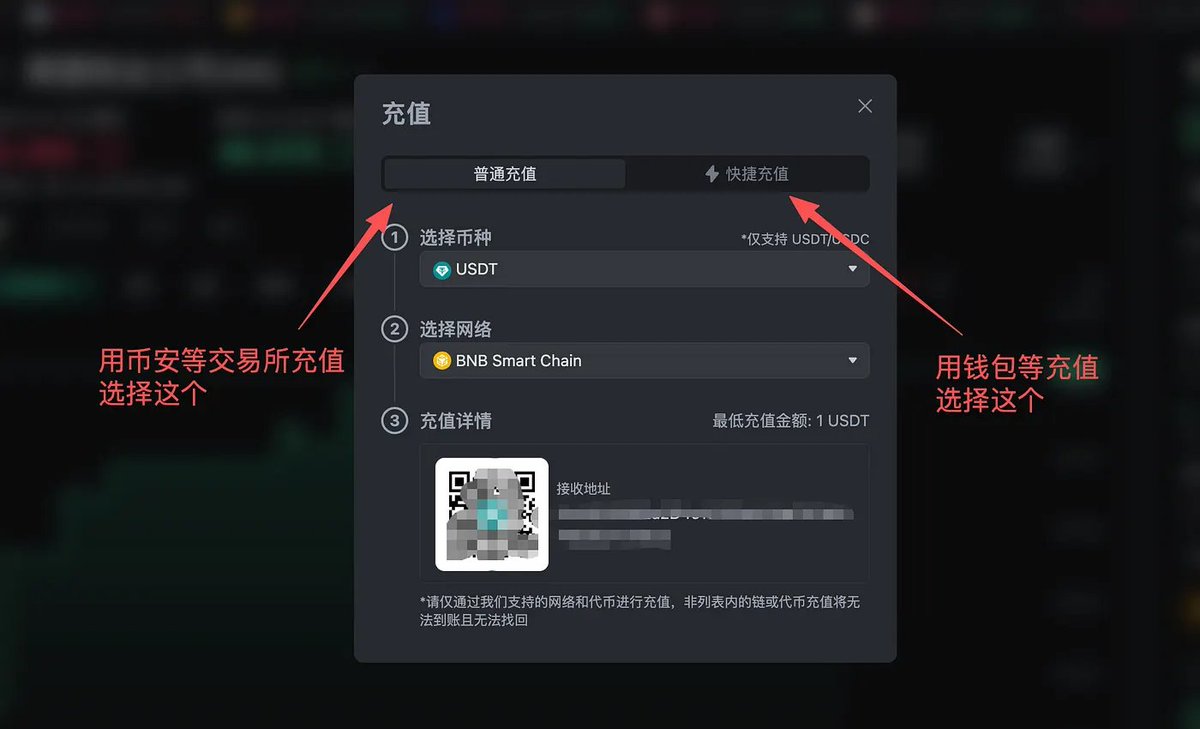 充值
普通充值
快捷充值
1 选择币种
*仅支持 USDT/USDC
USDT
2 选择网络
BNB Smart Chain
用币安等交易所充值
选择这个
用钱包等充值
选择这个
3 充值详情
最低充值金额: 1 USDT
接收地址
*请仅通过我们支持的网络和代币进行充值，非列表内的链或代币充值将无
法到账且无法找回